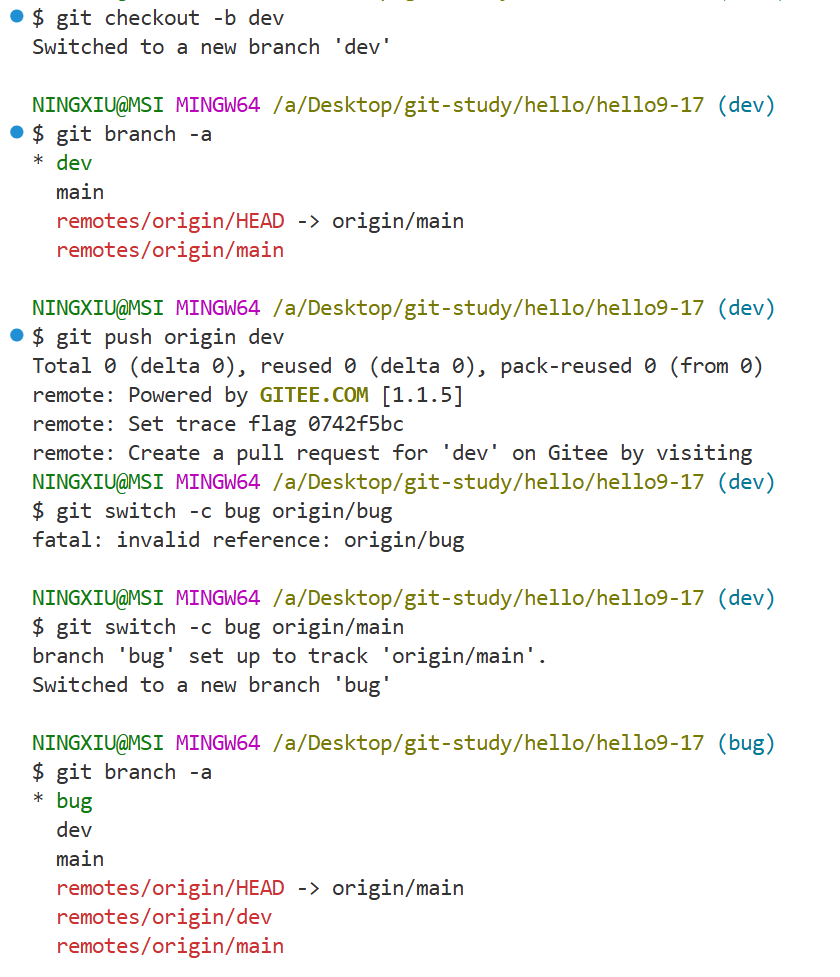 $ git checkout -b dev
Switched to a new branch 'dev'
NINGXIU@MSI MINGW64 /a/Desktop/git-study/hello/hello9-17 (dev)
$ git branch -a
* dev
  main
  remotes/origin/HEAD -> origin/main
  remotes/origin/main
NINGXIU@MSI MINGW64 /a/Desktop/git-study/hello/hello9-17 (dev)
$ git push origin dev
Total 0 (delta 0), reused 0 (delta 0), pack-reused 0 (from 0)
remote: Powered by GITEE.COM [1.1.5]
remote: Set trace flag 0742f5bc
remote: Create a pull request for 'dev' on Gitee by visiting
NINGXIU@MSI MINGW64 /a/Desktop/git-study/hello/hello9-17 (dev)
$ git switch -c bug origin/bug
fatal: invalid reference: origin/bug
NINGXIU@MSI MINGW64 /a/Desktop/git-study/hello/hello9-17 (dev)
$ git switch -c bug origin/main
branch 'bug' set up to track 'origin/main'.
Switched to a new branch 'bug'
NINGXIU@MSI MINGW64 /a/Desktop/git-study/hello/hello9-17 (bug)
$ git branch -a
* bug
  dev
  main
  remotes/origin/HEAD -> origin/main
  remotes/origin/dev
  remotes/origin/main